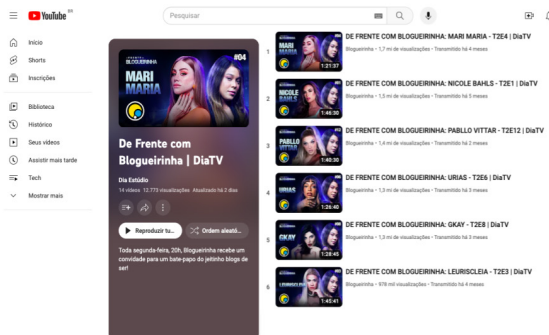 YouTube BR
Pesquisar
Início
Shorts
Inscrições
Biblioteca
Histórico
Seus vídeos
Assistir mais tarde
Tech
Mostrar mais
#04
BLOGUEIRINHA
MARI
MARIA
De Frente com
Blogueirinha | DiaTV
Dia Estúdio
14 vídeos 12.773 visualizações Atualizado há 2 dias
Reproduzir tu...
Ordem aleató...
Toda segunda-feira, 20h, Blogueirinha recebe um
convidado para um bate-papo do jeitinho blogs de
ser!
1
MARI
MARIA
1:21:37
DE FRENTE COM BLOGUEIRINHA: MARI MARIA - T2E4 | DiaTV
Blogueirinha • 1,7 mi de visualizações • Transmitido há 4 meses
2
NICOLE
BAHLS
1:46:30
DE FRENTE COM BLOGUEIRINHA: NICOLE BAHLS - T2E1 | DiaTV
Blogueirinha • 1,5 mi de visualizações • Transmitido há 5 meses
3
PABLLO
VITTAR
1:40:30
DE FRENTE COM BLOGUEIRINHA: PABLLO VITTAR - T2E12 | DiaTV
Blogueirinha • 1,4 mi de visualizações • Transmitido há 2 meses
4
URIAS
1:26:40
DE FRENTE COM BLOGUEIRINHA: URIAS - T2E6 | DiaTV
Blogueirinha • 1,3 mi de visualizações • Transmitido há 3 meses
5
GKAY
1:28:45
DE FRENTE COM BLOGUEIRINHA: GKAY - T2E8 | DiaTV
Blogueirinha • 1,3 mi de visualizações • Transmitido há 3 meses
6
LEURISCLEIA
1:45:41
DE FRENTE COM BLOGUEIRINHA: LEURISCLEIA - T2E3 | DiaTV
Blogueirinha • 978 mil visualizações • Transmitido há 4 meses